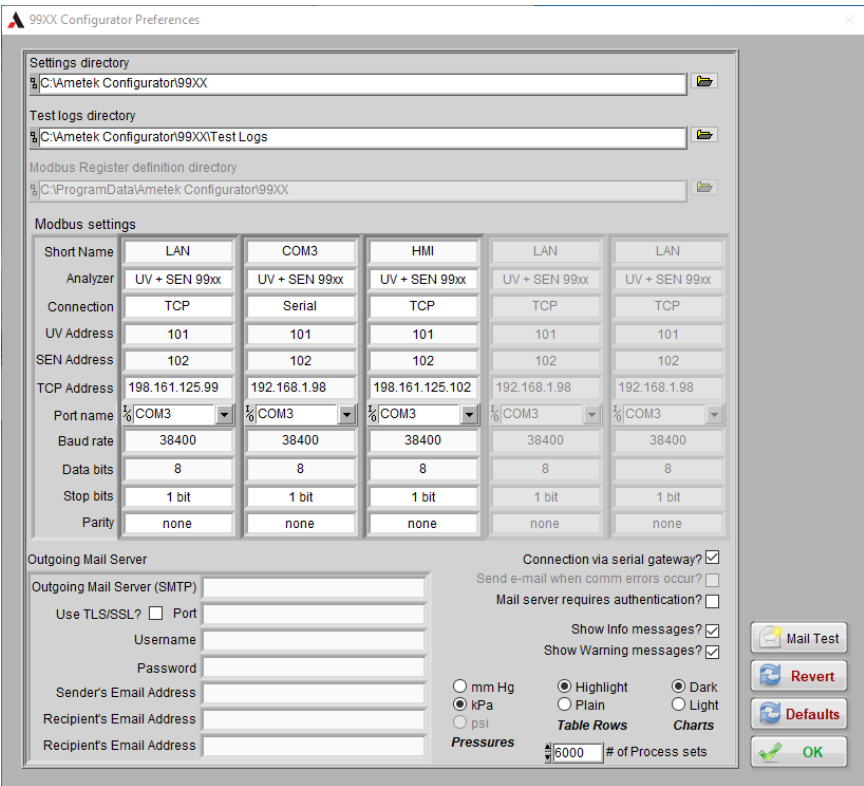 99XX Configurator Preferences
Settings directory
C:\Ametek Configurator\99XX
Test logs directory
C:\Ametek Configurator\99XX\Test Logs
Modbus Register definition directory
C:\ProgramData\Ametek Configurator\99XX
Modbus settings
Short Name LAN COM3 HMI LAN LAN
Analyzer UV + SEN 99xx UV + SEN 99xx UV + SEN 99xx UV + SEN 99xx UV + SEN 99xx
Connection TCP Serial TCP TCP TCP
UV Address 101 101 101 101 101
SEN Address 102 102 102 102 102
TCP Address 198.161.125.99 192.168.1.98 198.161.125.102 192.168.1.98 192.168.1.98
Port name COM3 COM3 COM3 COM3 COM3
Baud rate 38400 38400 38400 38400 38400
Data bits 8 8 8 8 8
Stop bits 1 bit 1 bit 1 bit 1 bit 1 bit
Parity none none none none none
Outgoing Mail Server
Outgoing Mail Server (SMTP)
Use TLS/SSL? Port
Username
Password
Sender's Email Address
Recipient's Email Address
Recipient's Email Address
Connection via serial gateway?
Send e-mail when comm errors occur?
Mail server requires authentication?
Show Info messages?
Show Warning messages?
mm Hg Highlight Dark
kPa Plain Light
psi Table Rows Charts
Pressures
6000 # of Process sets
Mail Test
Revert
Defaults
OK